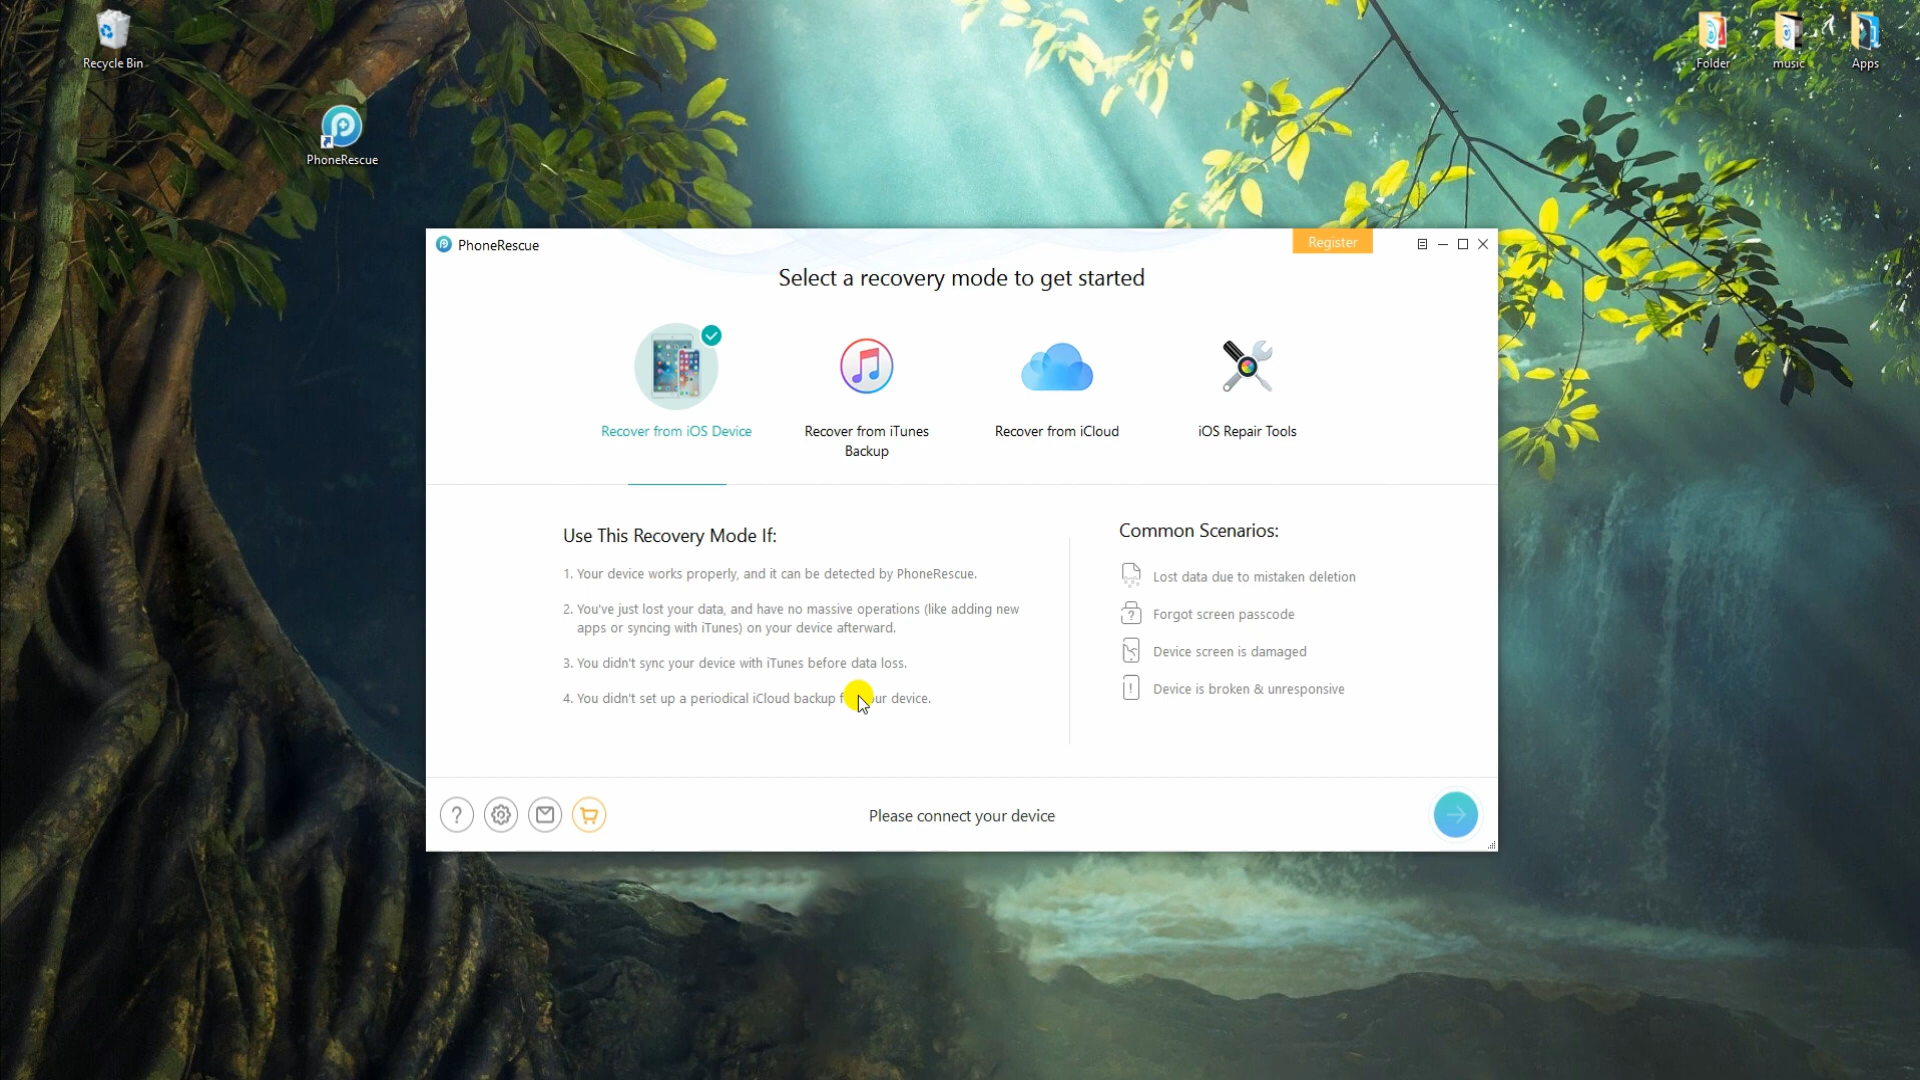 Recycle Bin
PhoneRescue
Folder
music
Apps
PhoneRescue
Register
Select a recovery mode to get started
Recover from iOS Device
Recover from iTunes
Backup
Recover from iCloud
iOS Repair Tools
Use This Recovery Mode If:
1. Your device works properly, and it can be detected by PhoneRescue.
2. You've just lost your data, and have no massive operations (like adding new
apps or syncing with iTunes) on your device afterward.
3. You didn't sync your device with iTunes before data loss.
4. You didn't set up a periodical iCloud backup device.
Common Scenarios:
Lost data due to mistaken deletion
Forgot screen passcode
Device screen is damaged
Device is broken & unresponsive
Please connect your device